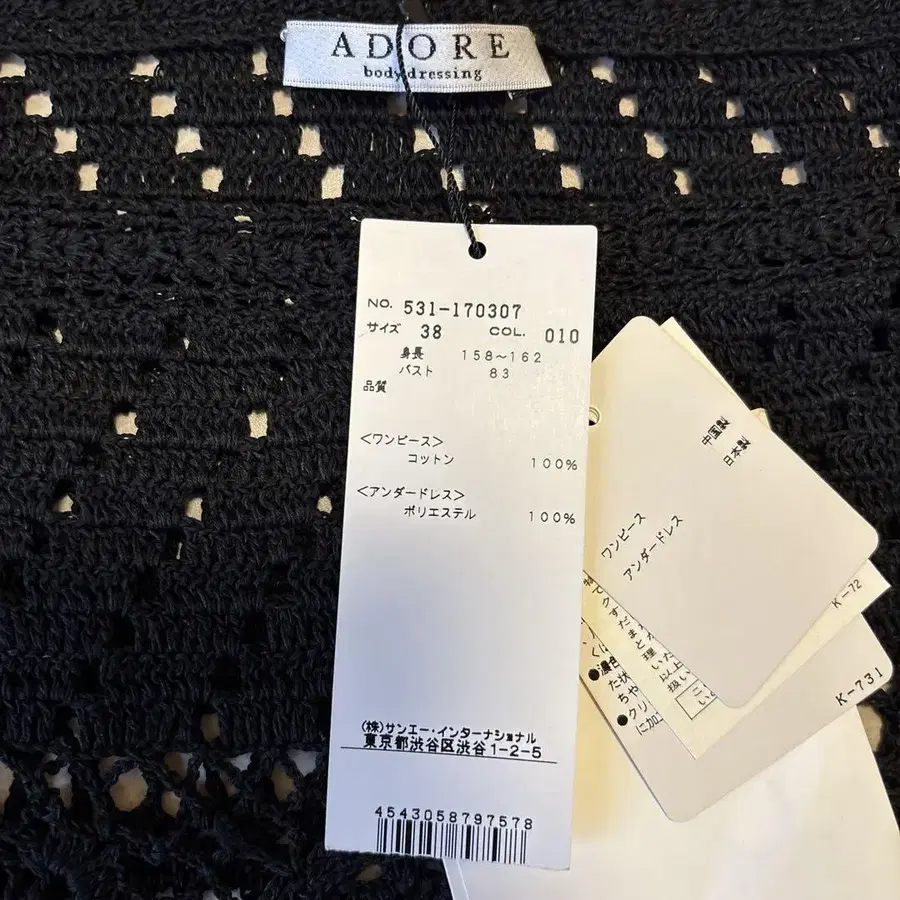 ADORE
body dressing
NO. 531-170307
サイズ 38 COL. 010
身長 158~162
バスト 83
品質
<ワンピース>
コットン 100%
<アンダードレス>
ポリエステル 100%
(株)サンエー・インターナショナル
東京都渋谷区渋谷1-2-5
4543058797578
ワンピース 中国製
アンダードレス 日本製
K-72
K-731